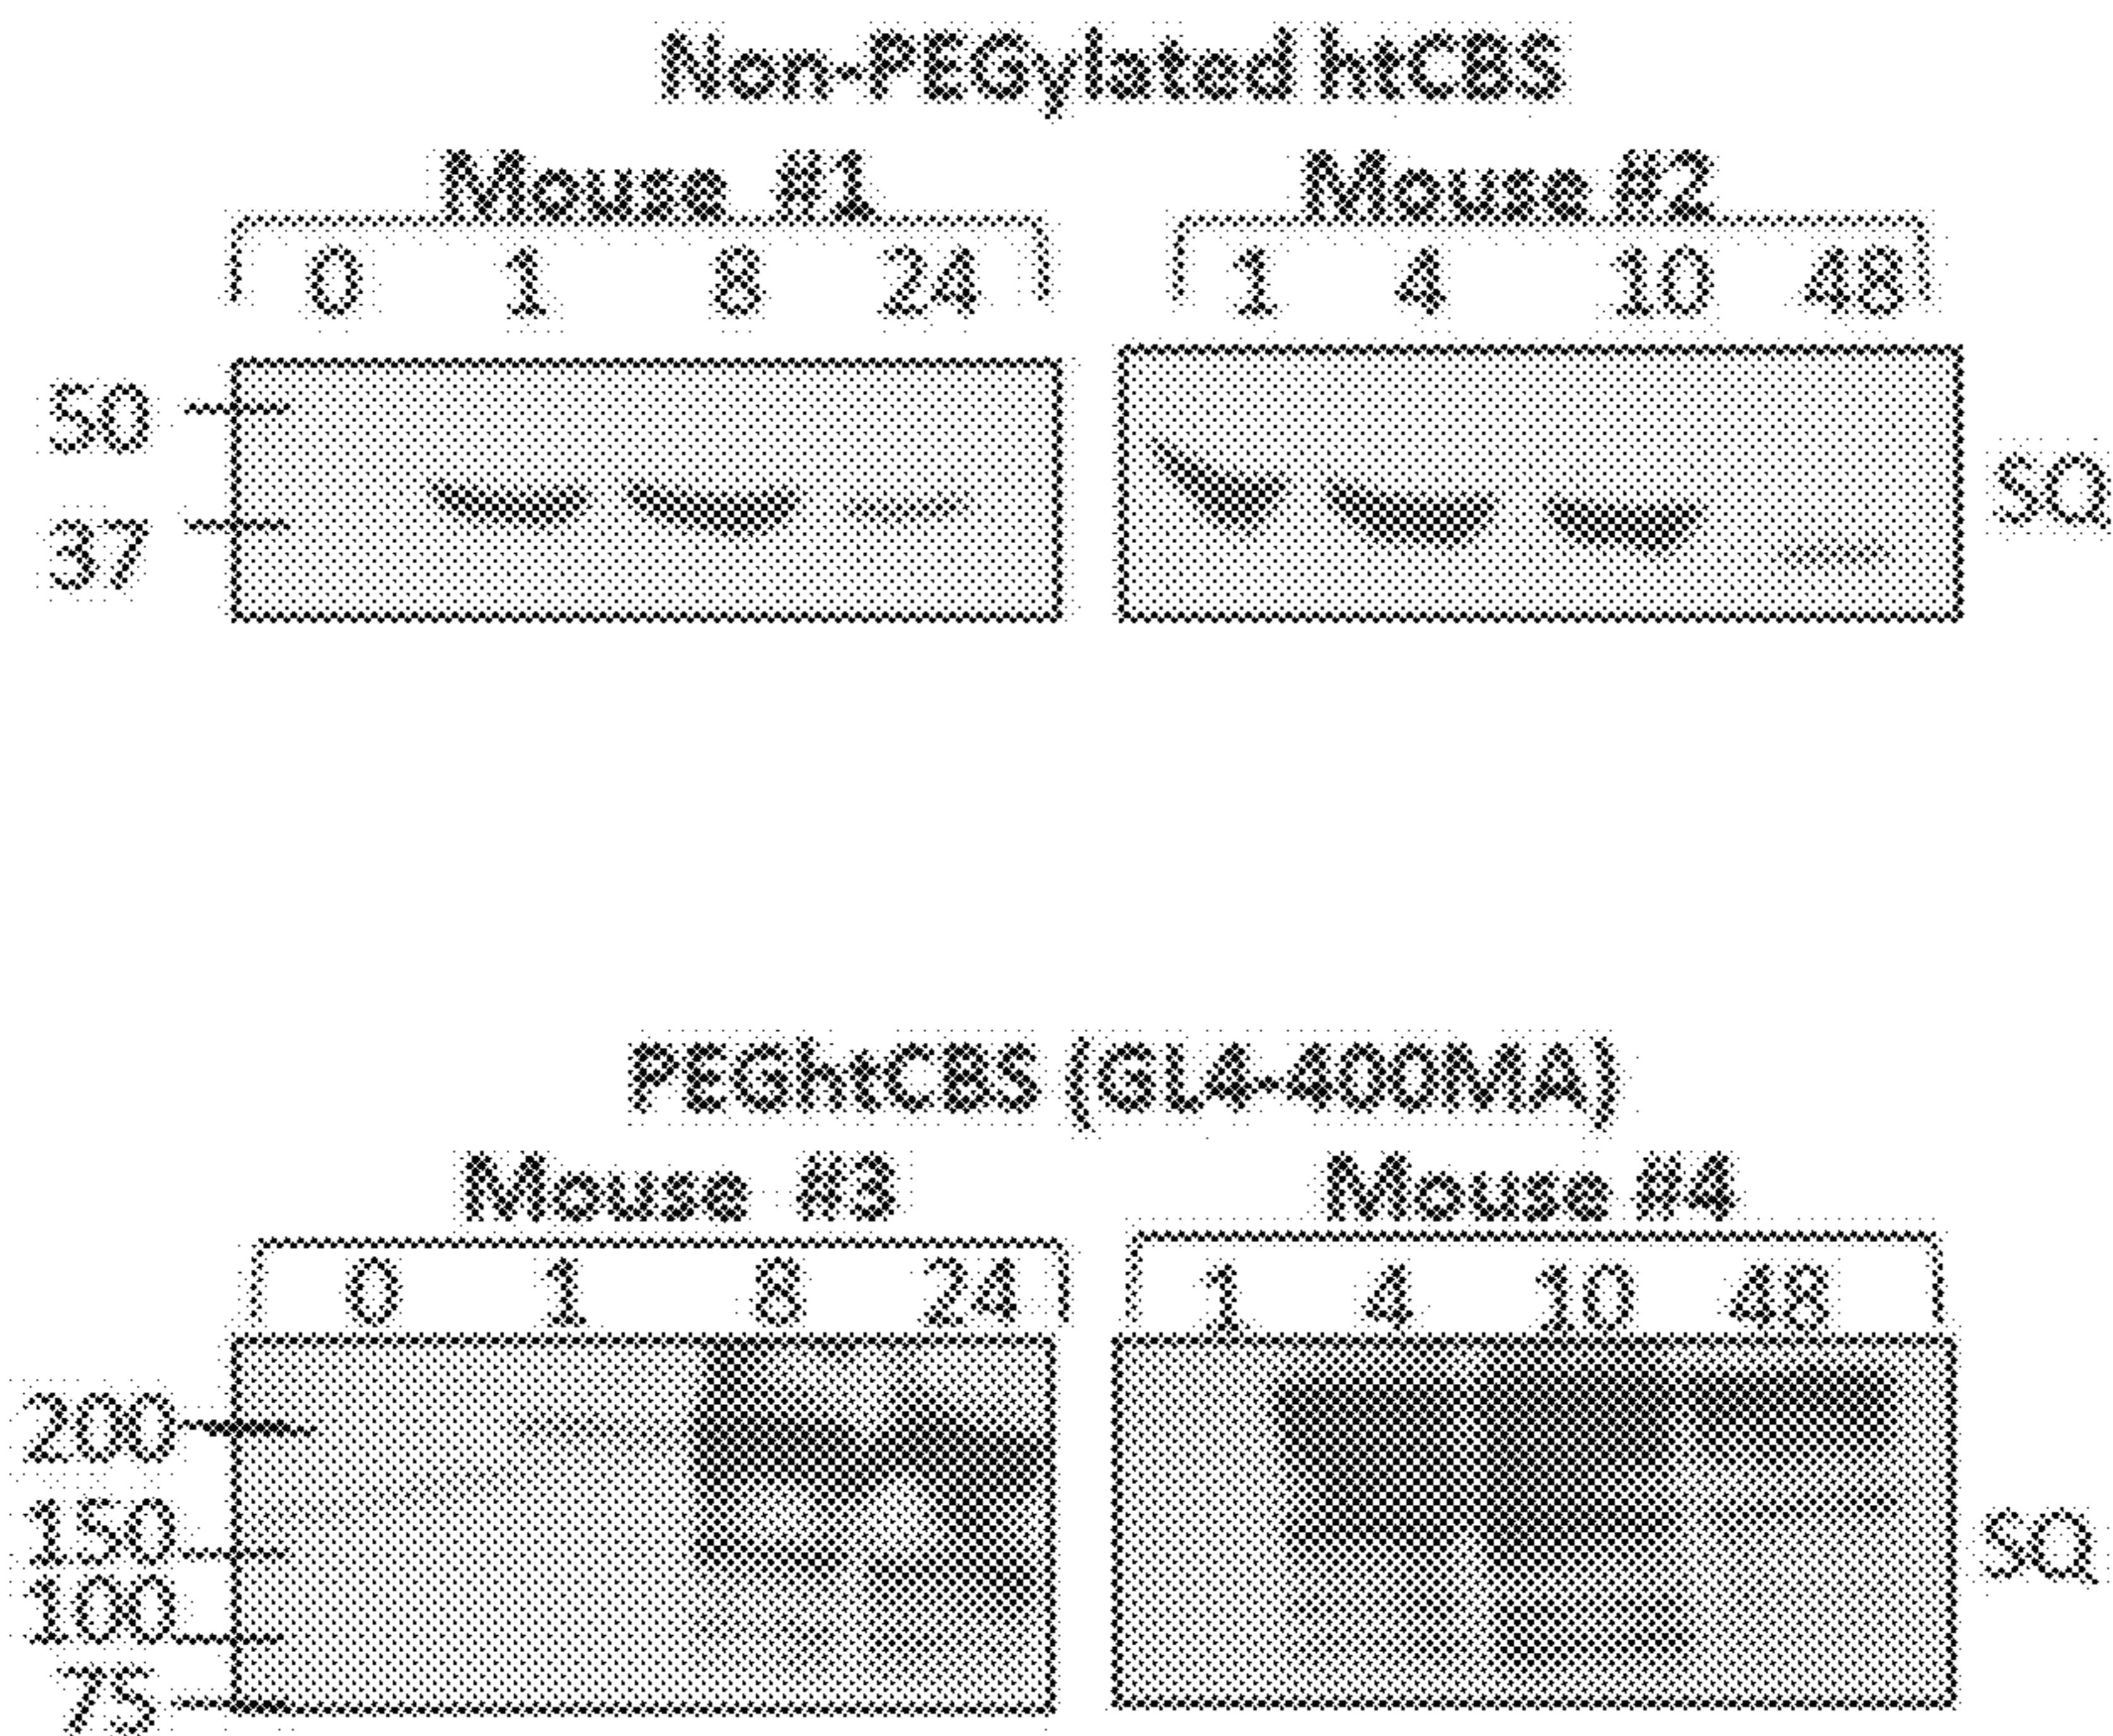 Non-PEGylated htCBS
Mouse #1 Mouse #2
0 1 8 24 1 4 10 48
50
SQ
37
PEGhtCBS (GL4-400MA)
Mouse #3 Mouse #4
0 1 8 24 1 4 10 48
200
150
SQ
100
75